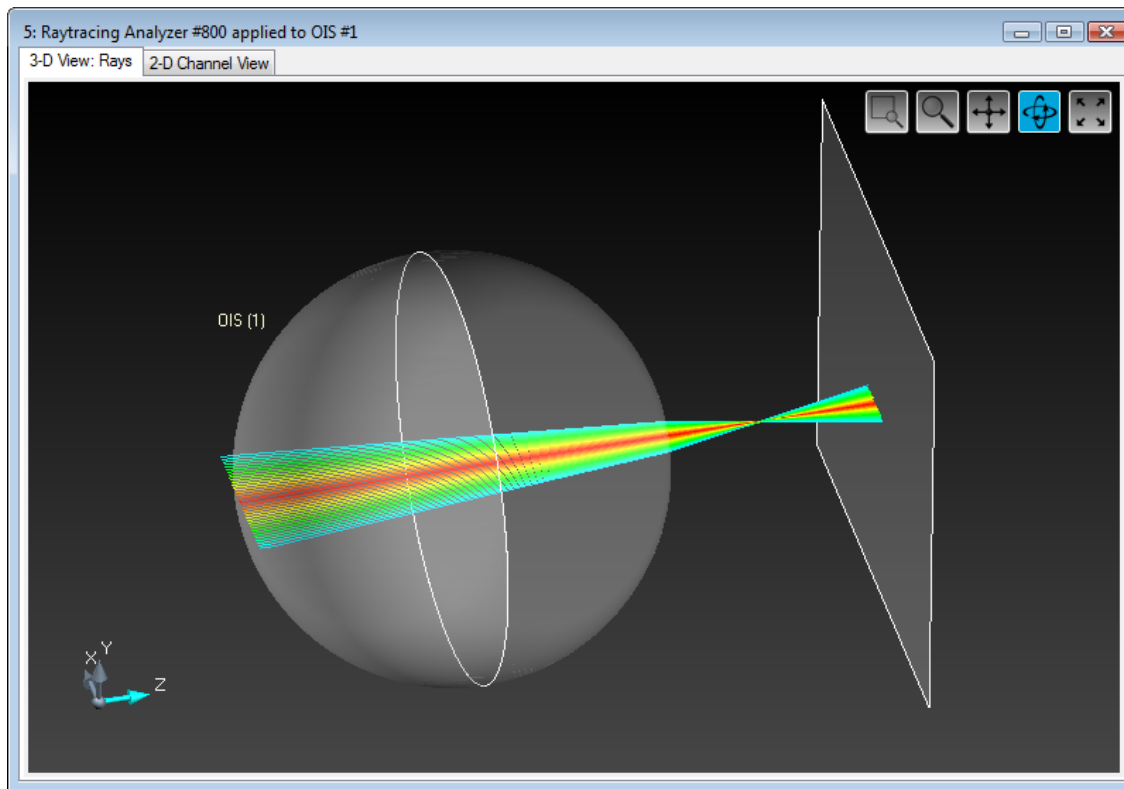 5: Raytracing Analyzer #800 applied to OIS #1
3-D View: Rays
2-D Channel View
OIS (1)
X
Y
Z